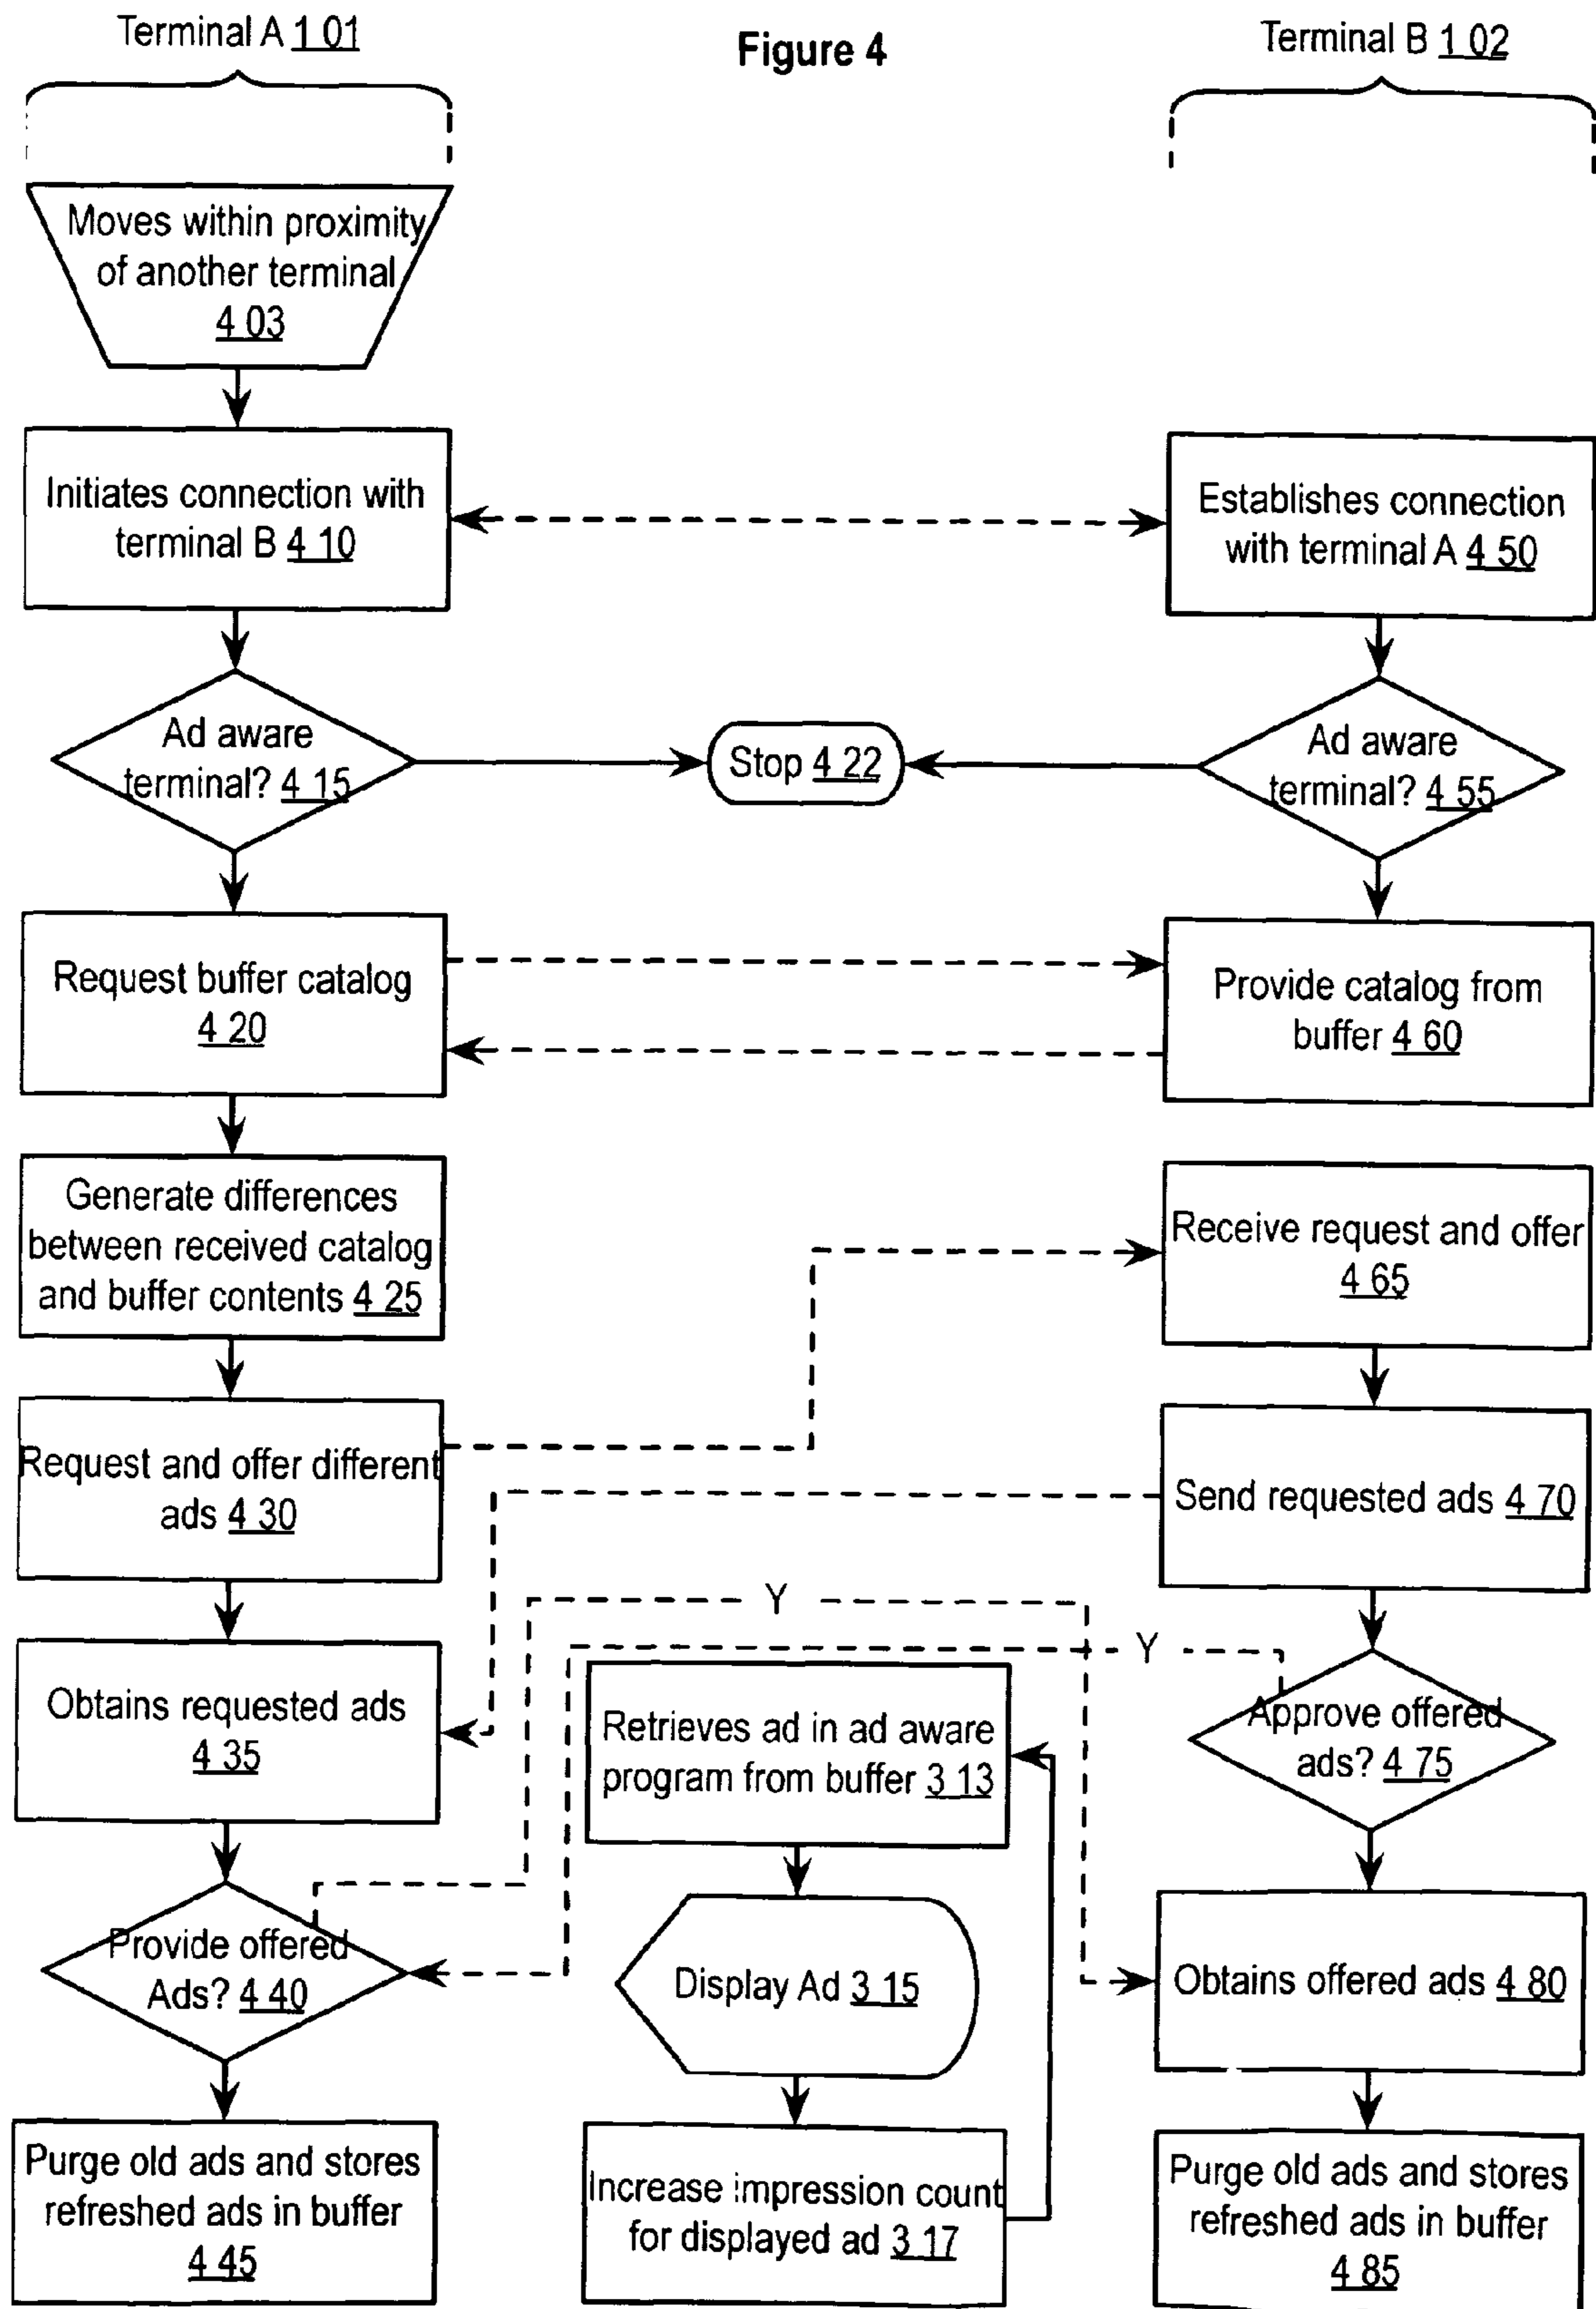 Terminal A 1 01
Figure 4
Terminal B 1 02
Moves within proximity
of another terminal
4 03
Initiates connection with
terminal B 4 10
Establishes connection
with terminal A 4 50
Ad aware
terminal? 4 15
Stop 4 22
Ad aware
terminal? 4 55
Request buffer catalog
4 20
Provide catalog from
buffer 4 60
Generate differences
between received catalog
and buffer contents 4 25
Receive request and offer
4 65
Request and offer different
ads 4 30
Send requested ads 4 70
Y
Y
Obtains requested ads
4 35
Retrieves ad in ad aware
program from buffer 3 13
Approve offered
ads? 4 75
Provide offered
Ads? 4 40
Display Ad 3 15
Obtains offered ads 4 80
Purge old ads and stores
refreshed ads in buffer
4 45
Increase impression count
for displayed ad 3 17
Purge old ads and stores
refreshed ads in buffer
4 85